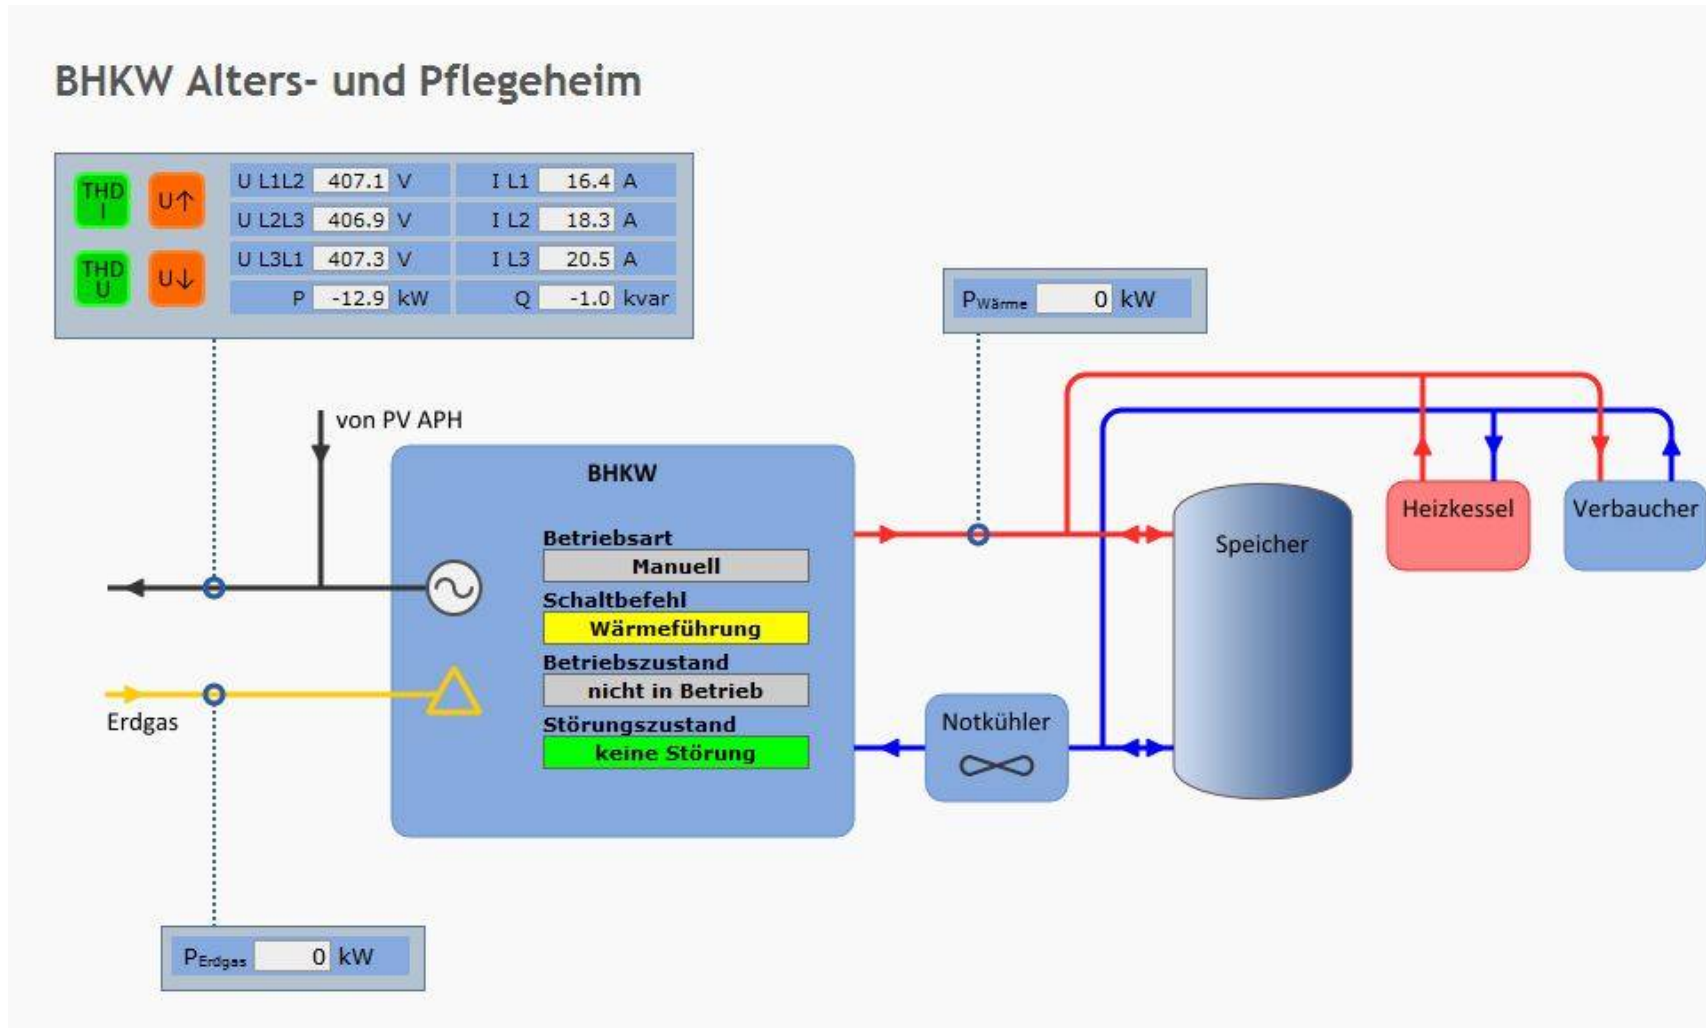 BHKW Alters- und Pflegeheim
THD I
U↑
U L1L2 407.1 V
I L1 16.4 A
U L2L3 406.9 V
I L2 18.3 A
THD U
U↓
U L3L1 407.3 V
I L3 20.5 A
P -12.9 kW
Q -1.0 kvar
PWärme 0 kW
von PV APH
BHKW
Betriebsart
Manuell
Schaltbefehl
Wärmeführung
Betriebszustand
nicht in Betrieb
Störungszustand
keine Störung
Erdgas
Notkühler
Speicher
Heizkessel
Verbaucher
PErdgas 0 kW